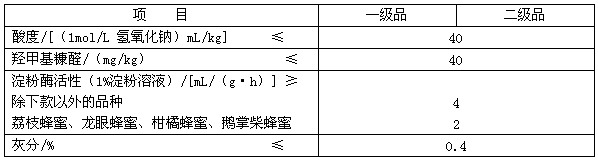 项　目 一级品 二级品
酸度/[（1mol/L 氢氧化钠）mL/kg] ≤ 40
羟甲基糠醛/（mg/kg） ≤ 40
淀粉酶活性（1%淀粉溶液）/[mL/（g·h）] ≥
除下款以外的品种 4
荔枝蜂蜜、龙眼蜂蜜、柑橘蜂蜜、鹅掌柴蜂蜜 2
灰分/% ≤ 0.4